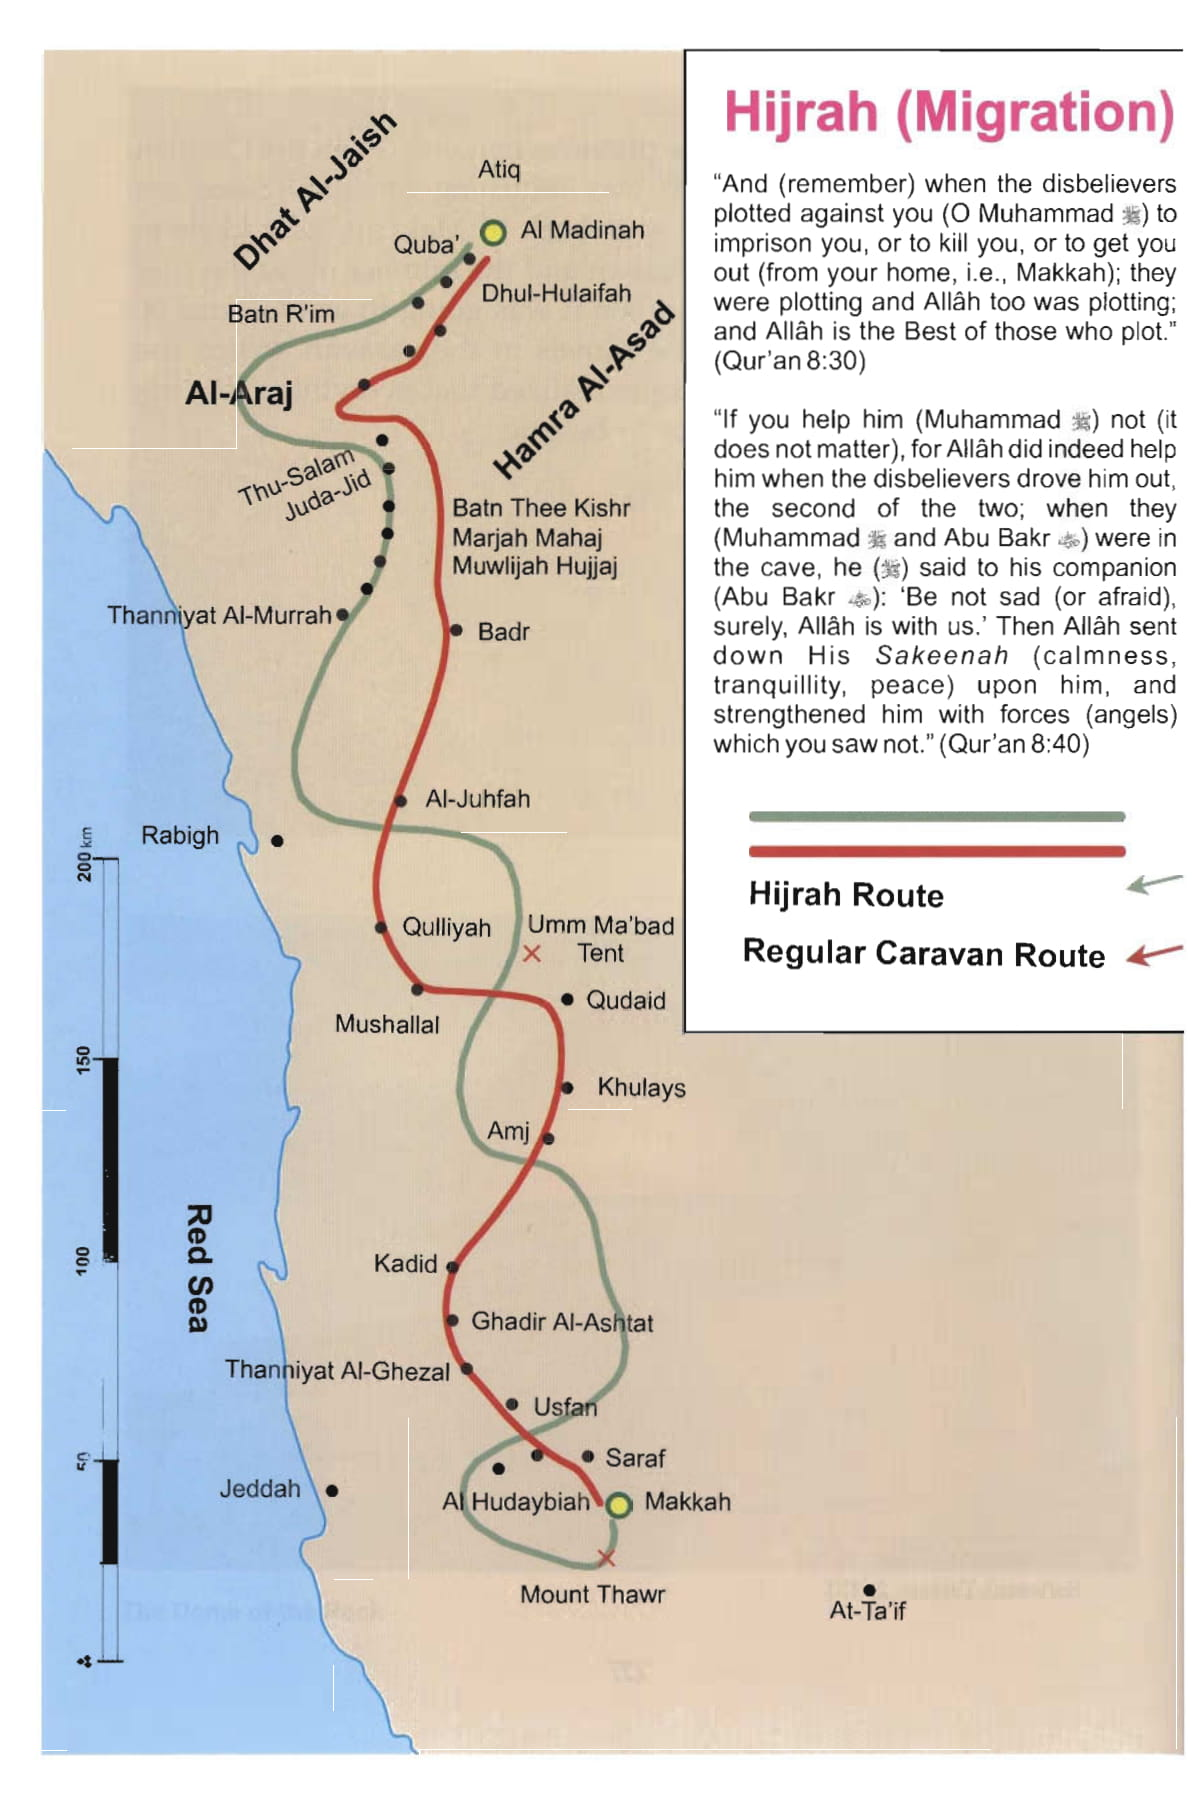 Hijrah (Migration)
“And (remember) when the disbelievers
plotted against you (O Muhammad ﷺ) to
imprison you, or to kill you, or to get you
out (from your home, i.e., Makkah); they
were plotting and Allâh too was plotting;
and Allâh is the Best of those who plot.”
(Qur’an 8:30)
“If you help him (Muhammad ﷺ) not (it
does not matter), for Allâh did indeed help
him when the disbelievers drove him out,
the second of the two; when they
(Muhammad ﷺ and Abu Bakr) were in
the cave, he (ﷺ) said to his companion
(Abu Bakr): ‘Be not sad (or afraid),
surely, Allâh is with us.’ Then Allâh sent
down His Sakeenah (calmness,
tranquillity, peace) upon him, and
strengthened him with forces (angels)
which you saw not.” (Qur’an 8:40)
Hijrah Route
Regular Caravan Route
Dhat Al-Jaish
Atiq
Al Madinah
Quba’
Dhul-Hulaifah
Batn R’im
Al-Araj
Hamra Al-Asad
Thu-Salam
Juda-Jid
Batn Thee Kishr
Marjah Mahaj
Muwlijah Hujjaj
Thanniyat Al-Murrah
Badr
Al-Juhfah
Rabigh
200 km
Qulliyah
Umm Ma’bad
Tent
Qudaid
Mushallal
150
Khulays
Amj
Red Sea
100
Kadid
Ghadir Al-Ashtat
Thanniyat Al-Ghezal
Usfan
50
Saraf
Jeddah
Al Hudaybiah
Makkah
Mount Thawr
At-Ta’if